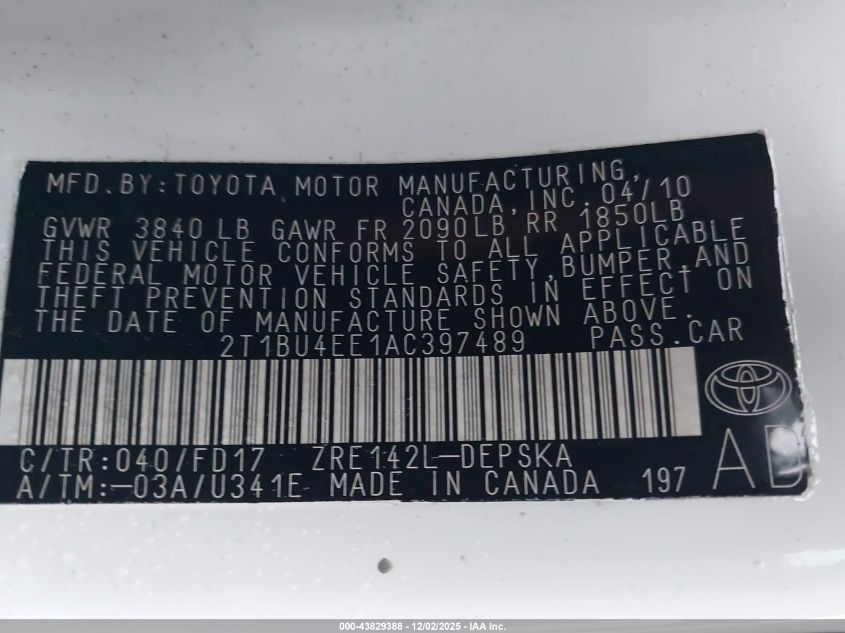 MFD.BY:TOYOTA MOTOR MANUFACTURING,
CANADA, INC. 04/10
GVWR 3840 LB GAWR FR 2090LB RR 1850LB
THIS VEHICLE CONFORMS TO ALL APPLICABLE
FEDERAL MOTOR VEHICLE SAFETY,BUMPER,AND
THEFT PREVENTION STANDARDS IN EFFECT ON
THE DATE OF MANUFACTURE SHOWN ABOVE.
2T1BU4EE1AC397489 PASS.CAR
C/TR:040/FD17 ZRE142L-DEPSKA
A/TM:-03A/U341E MADE IN CANADA 197 AD
000-43829388 - 12/02/2025 - IAA Inc.